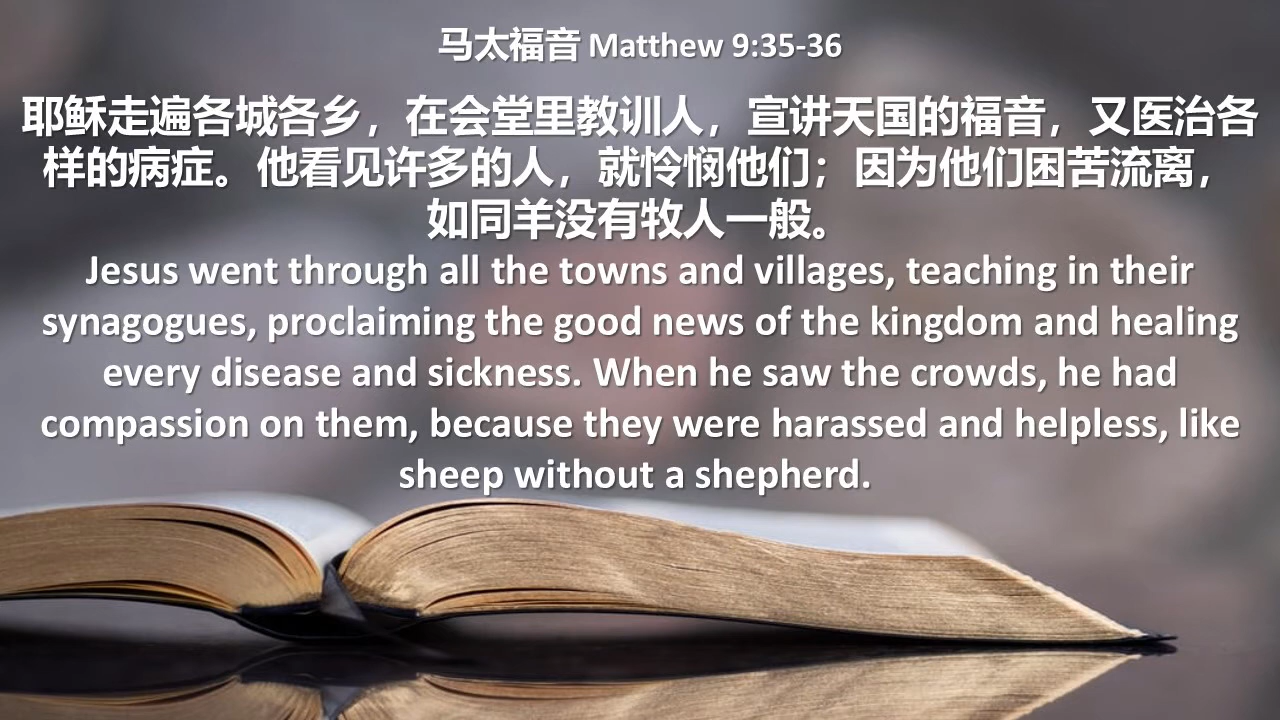 马太福音 Matthew 9:35-36
耶稣走遍各城各乡，在会堂里教训人，宣讲天国的福音，又医治各
样的病症。他看见许多的人，就怜悯他们；因为他们困苦流离，
如同羊没有牧人一般。
Jesus went through all the towns and villages, teaching in their
synagogues, proclaiming the good news of the kingdom and healing
every disease and sickness. When he saw the crowds, he had
compassion on them, because they were harassed and helpless, like
sheep without a shepherd.